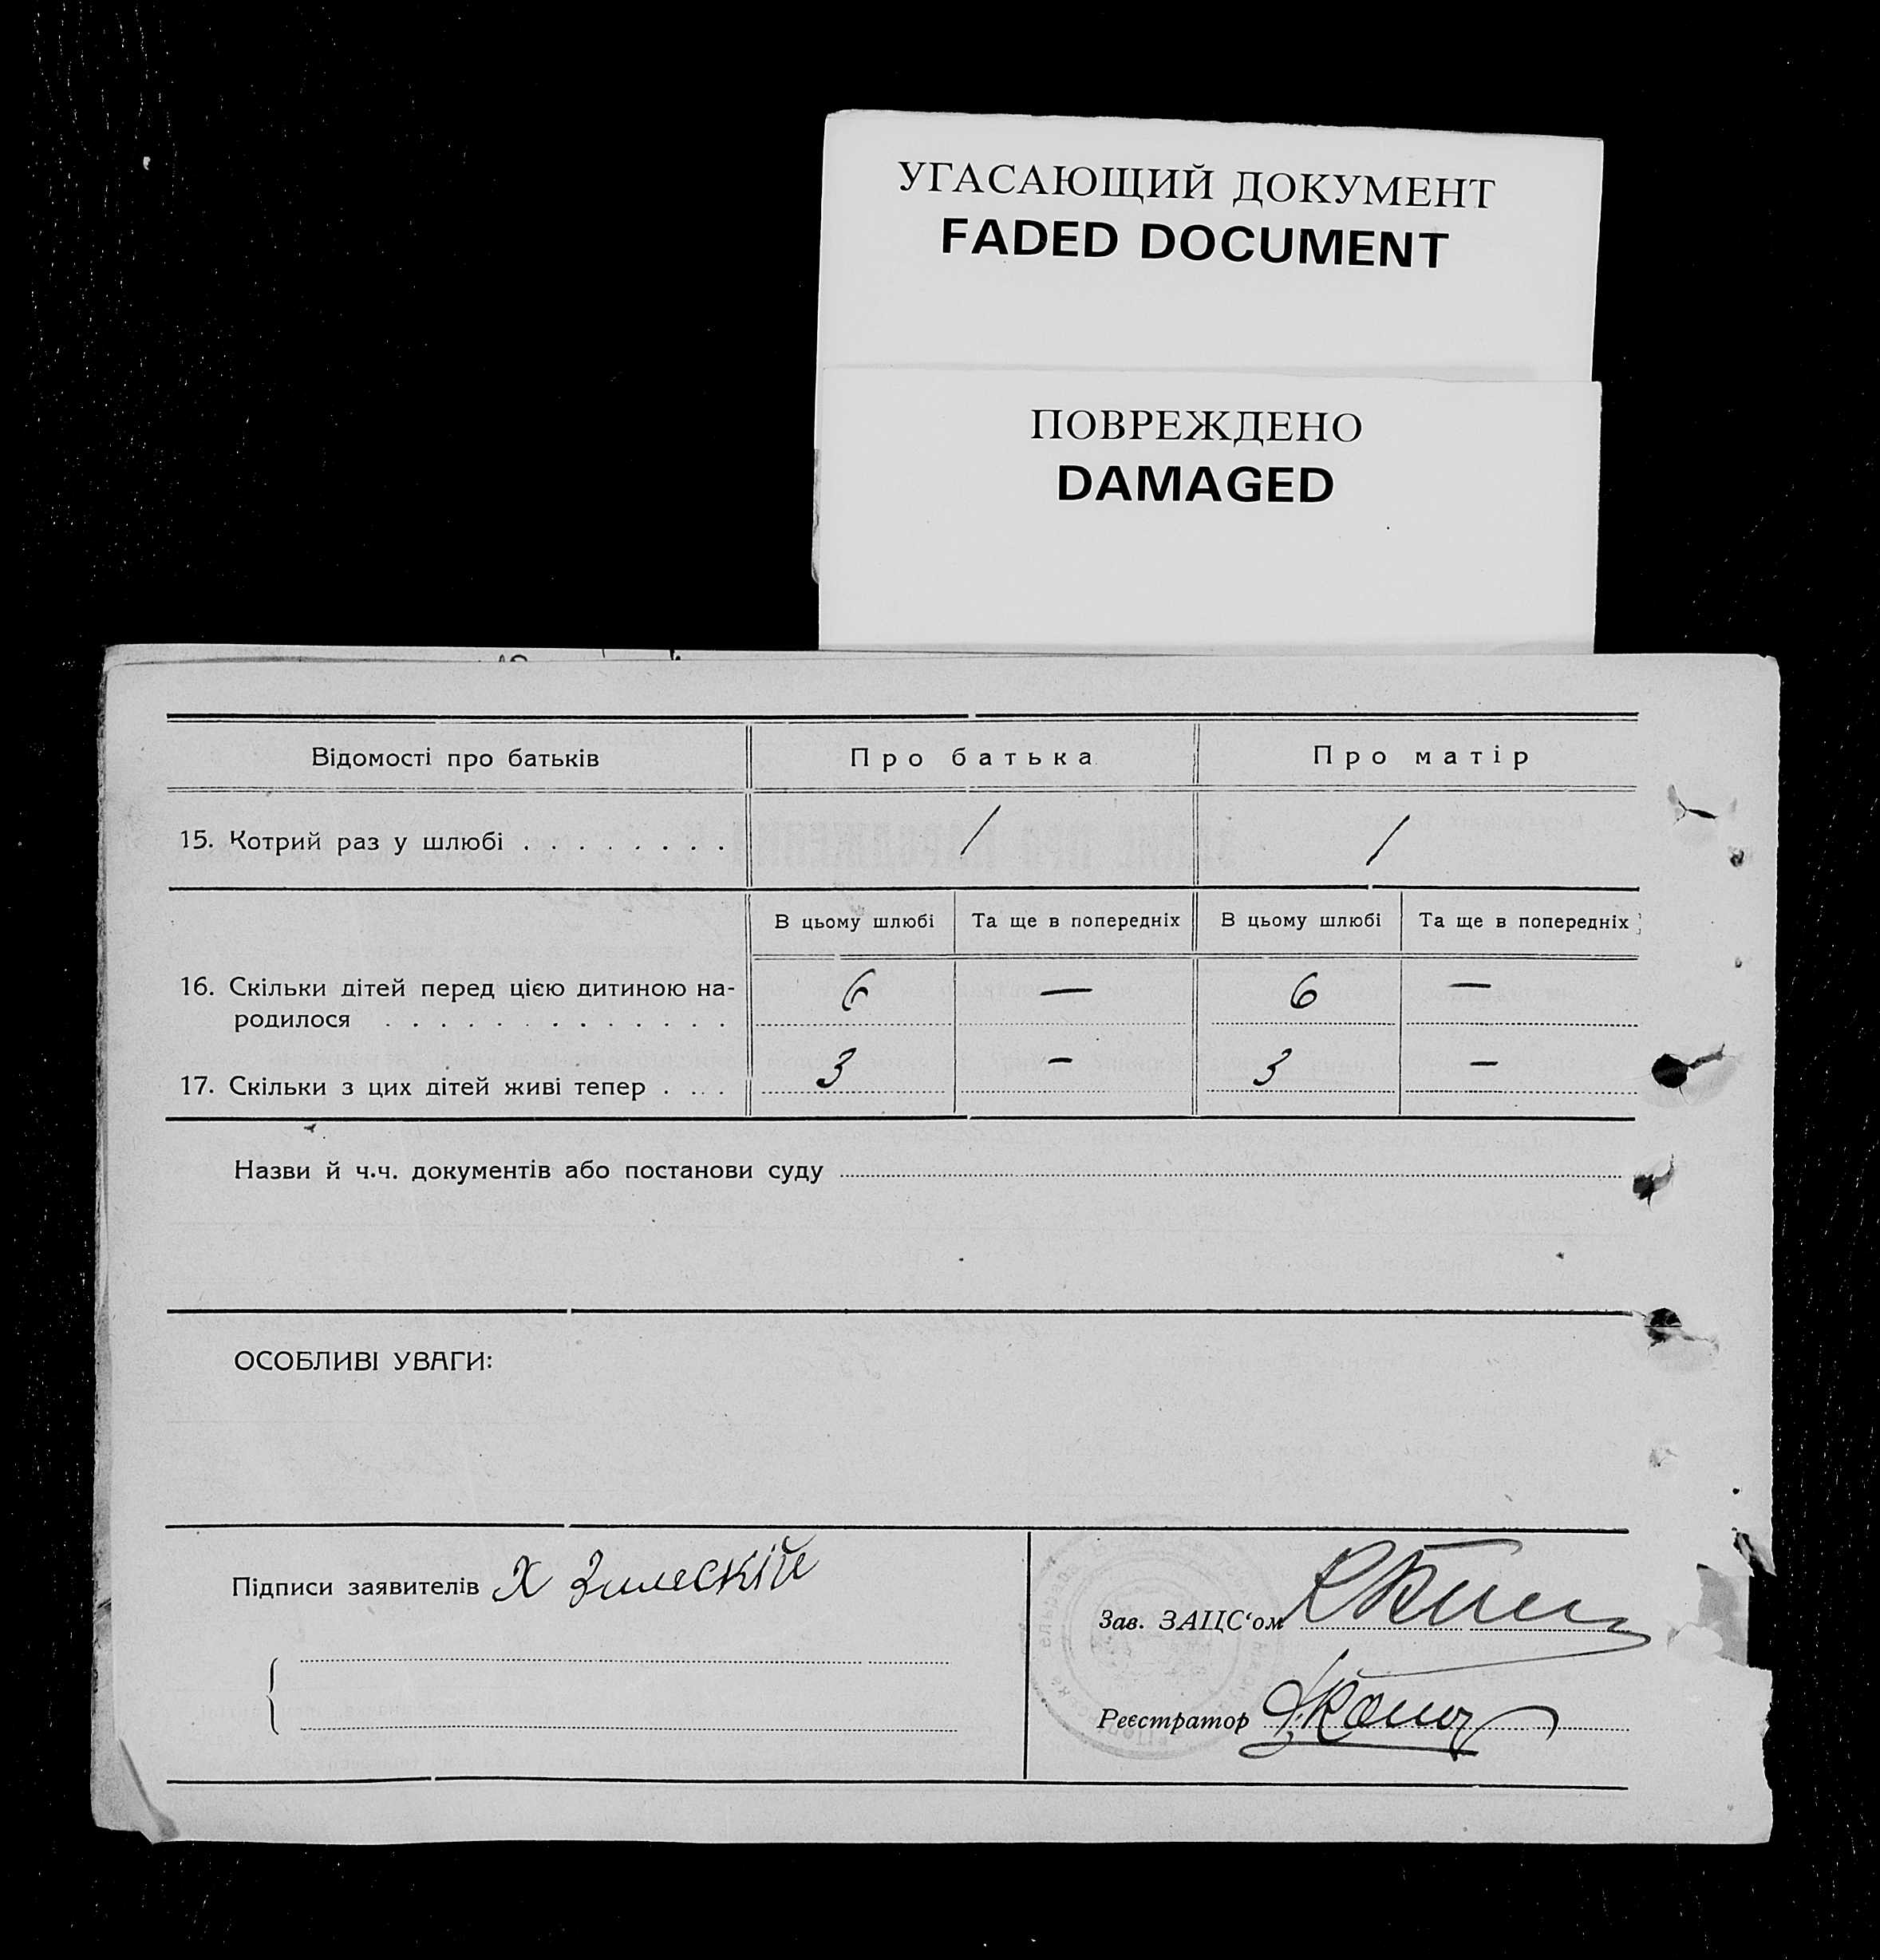 УГАСАЮЩИЙ ДОКУМЕНТ
FADED DOCUMENT
ПОВРЕЖДЕНО
DAMAGED
Відомості про батьків Про батька Про матір
15. Котрий раз у шлюбі . . . . . . . . / /
В цьому шлюбі Та ще в попередніх В цьому шлюбі Та ще в попередніх
16. Скільки дітей перед цією дитиною на- 6 — 6 —
родилося . . . . . . . . . . . . .
17. Скільки з цих дітей живі тепер . . . . 3 — 3 —
Назви й ч.ч. документів або постанови суду
ОСОБЛИВІ УВАГИ:
Підписи заявителів Х
Зав. ЗАЦС‘ом
Реєстратор